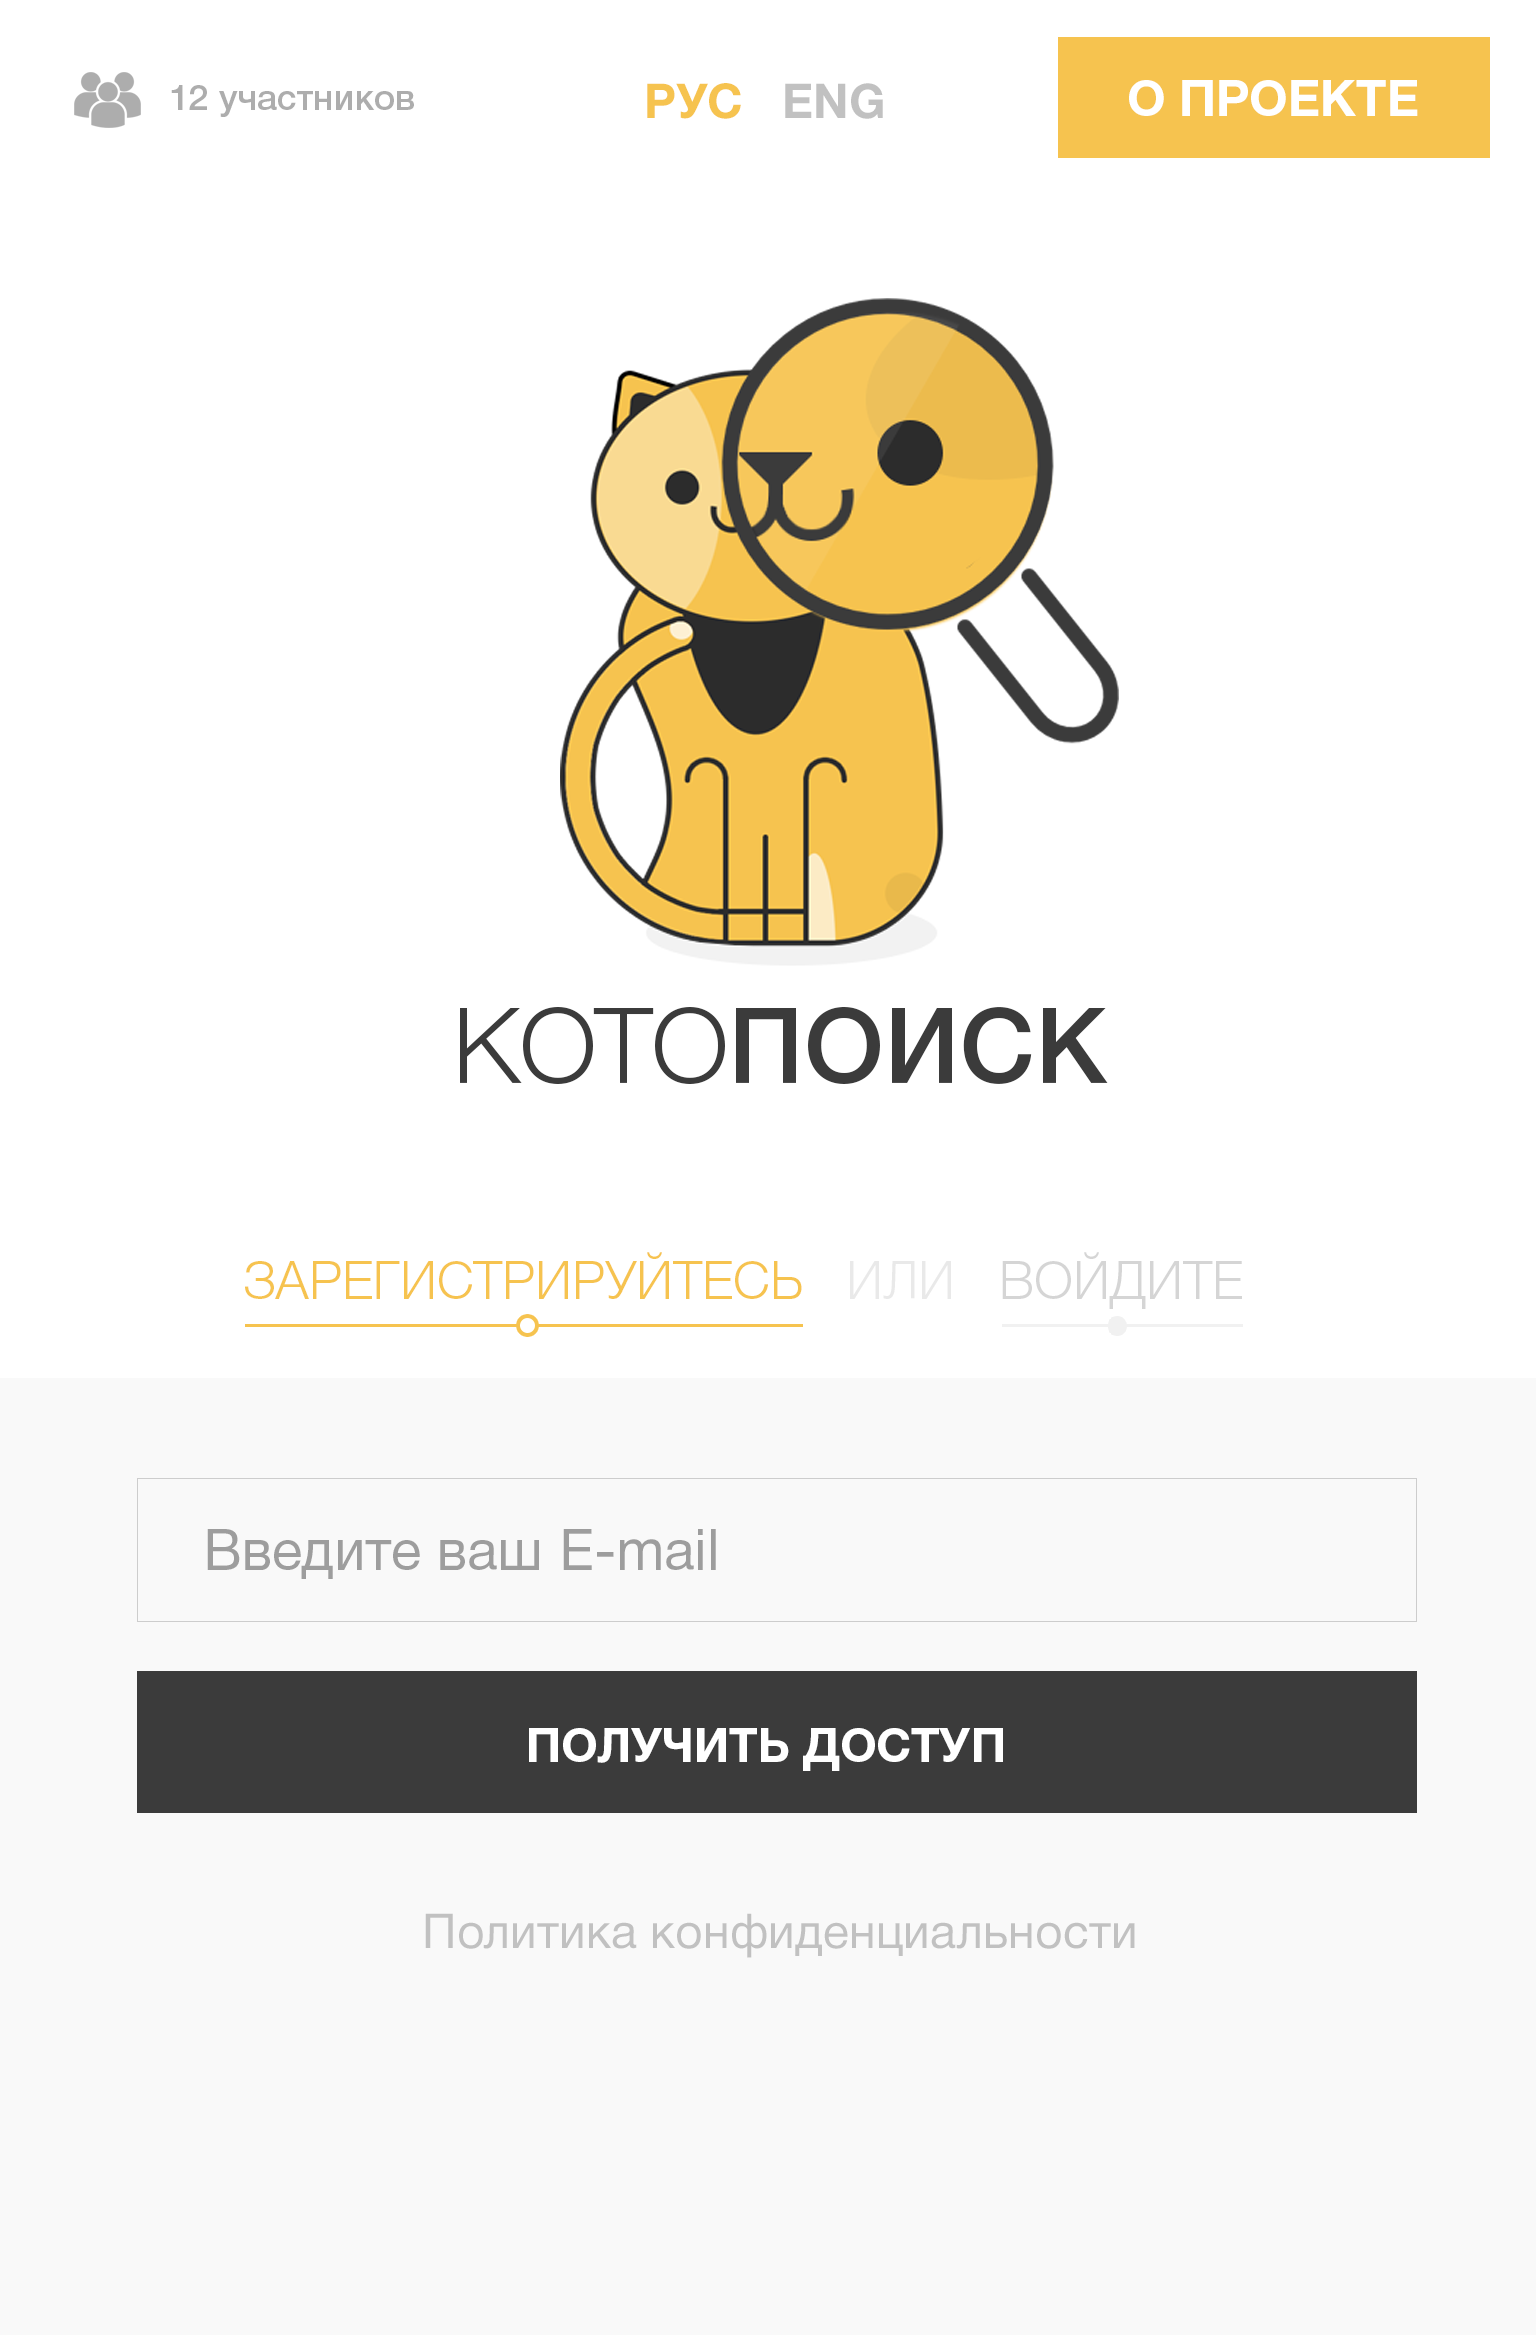 12 участников РУС ENG О ПРОЕКТЕ
КОТОПОИСК
ЗАРЕГИСТРИРУЙТЕСЬ ИЛИ ВОЙДИТЕ
Введите ваш E-mail
ПОЛУЧИТЬ ДОСТУП
Политика конфиденциальности